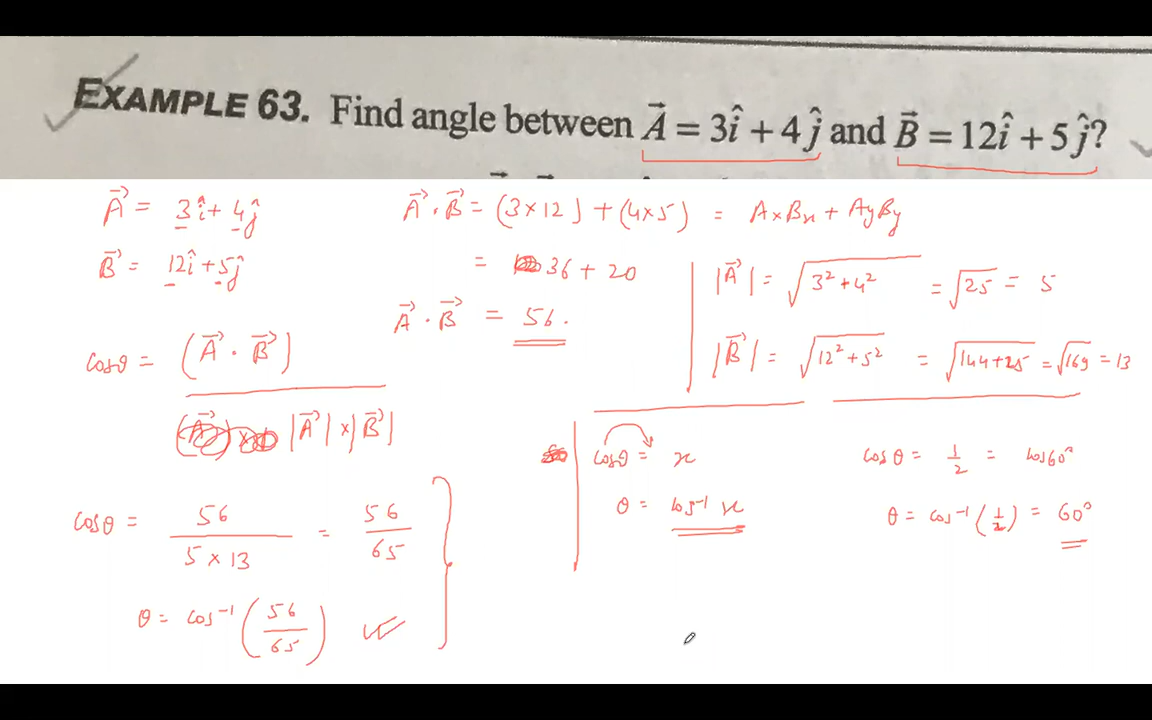 EXAMPLE 63. Find angle between A⃗ = 3î + 4ĵ and B⃗ = 12î + 5ĵ?
A⃗ = 3î + 4ĵ
B⃗ = 12î + 5ĵ
cosθ = (A⃗ · B⃗) / |A⃗| × |B⃗|
cosθ = 56 / 5 × 13 = 56 / 65
θ = cos⁻¹ (56 / 65)
A⃗ · B⃗ = (3 × 12) + (4 × 5) = AxBx + AyBy
= 36 + 20
A⃗ · B⃗ = 56.
|A⃗| = √3² + 4² = √25 = 5
|B⃗| = √12² + 5² = √144 + 25 = √169 = 13
cosθ = x
θ = cos⁻¹ x
cosθ = 1/2 = cos60°
θ = cos⁻¹ (1/2) = 60°